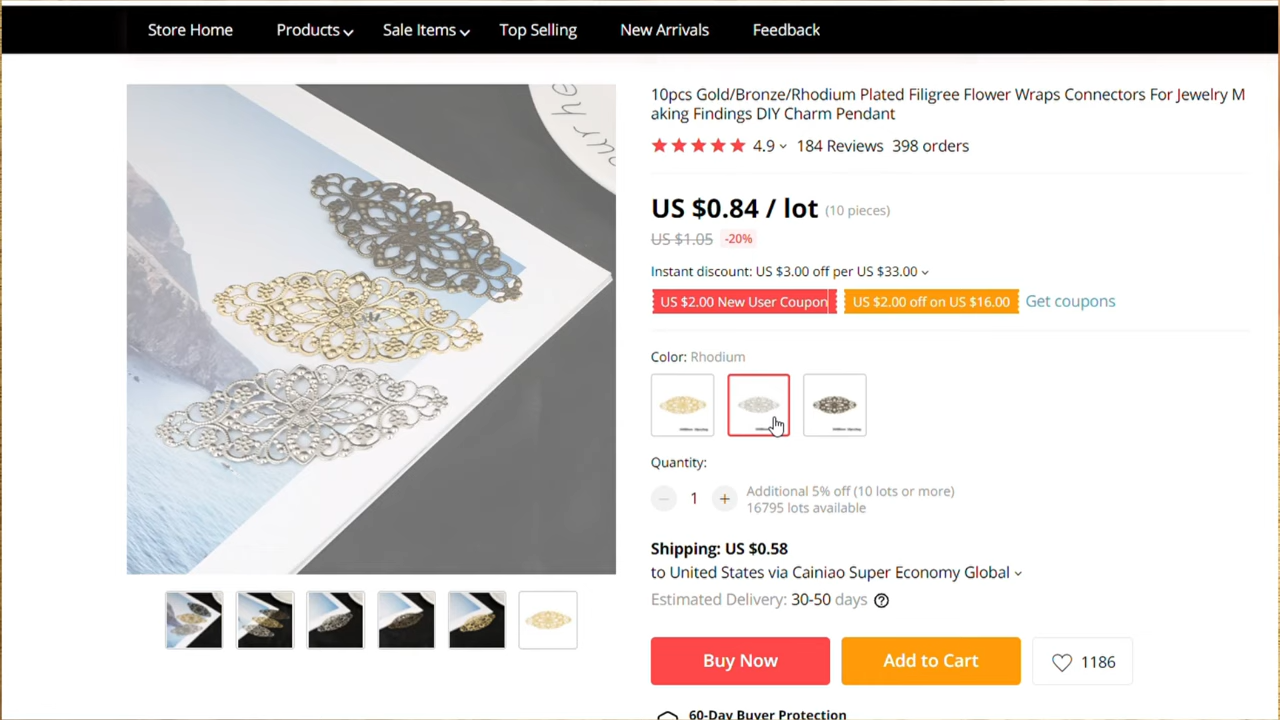 Store Home Products Sale Items Top Selling New Arrivals Feedback
10pcs Gold/Bronze/Rhodium Plated Filigree Flower Wraps Connectors For Jewelry M
aking Findings DIY Charm Pendant
4.9 184 Reviews 398 orders
US $0.84 / lot (10 pieces)
US $1.05 -20%
Instant discount: US $3.00 off per US $33.00
US $2.00 New User Coupon US $2.00 off on US $16.00 Get coupons
Color: Rhodium
Quantity:
1
Additional 5% off (10 lots or more)
16795 lots available
Shipping: US $0.58
to United States via Cainiao Super Economy Global
Estimated Delivery: 30-50 days
Buy Now Add to Cart 1186
60-Day Buyer Protection